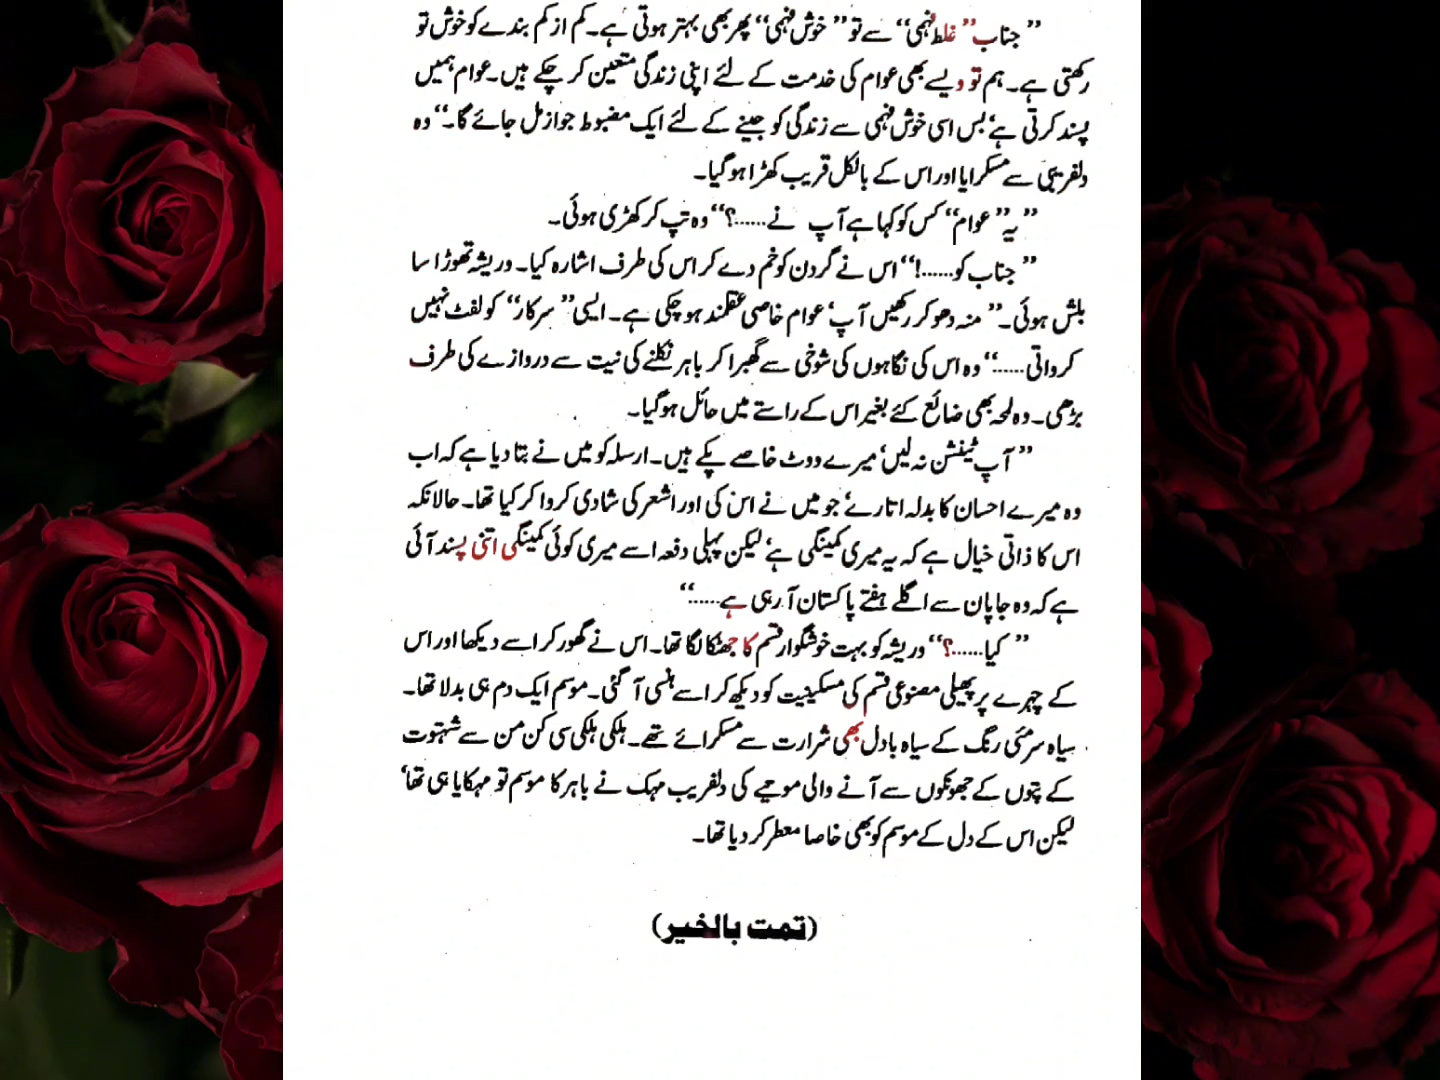 ’’ جناب’’ غلط فہمی‘‘ سے تو’’ خوش فہمی‘‘ پھر بھی بہتر ہوتی ہے۔ کم از کم بندے کو خوش تو
رکھتی ہے۔ ہم تو ویسے بھی عوام کی خدمت کے لئے اپنی زندگی متعین کر چکے ہیں۔ عوام ہمیں
پسند کرتی ہے‘ بس اسی خوش فہمی سے زندگی کو جینے کے لئے ایک مضبوط جواز مل جائے گا۔‘‘ وہ
دلفریبی سے مسکرایا اور اس کے بالکل قریب کھڑا ہو گیا۔
’’ یہ’’ عوام‘‘ کس کو کہا ہے آپ نے......؟‘‘ وہ تپ کر کھڑی ہوئی۔
’’ جناب کو......!‘‘ اس نے گردن کو خم دے کر اس کی طرف اشارہ کیا۔ وریشہ تھوڑا سا
بلش ہوئی۔’’ منہ دھو کر رکھیں آپ‘ عوام خاصی عقلمند ہو چکی ہے۔ ایسی’’ سرکار‘‘ کو لفٹ نہیں
کرواتی......‘‘ وہ اس کی نگاہوں کی شوخی سے گھبرا کر باہر نکلنے کی نیت سے دروازے کی طرف
بڑھی۔ وہ لمحہ بھی ضائع کئے بغیر اس کے راستے میں حائل ہو گیا۔
’’ آپ ٹینشن نہ لیں‘ میرے ووٹ خاصے پکے ہیں۔ ارسلہ کو میں نے بتا دیا ہے کہ اب
وہ میرے احسان کا بدلہ اتارے‘ جو میں نے اس کی اور اشعر کی شادی کروا کر کیا تھا۔ حالانکہ
اس کا ذاتی خیال ہے کہ یہ میری کمینگی ہے‘ لیکن پہلی دفعہ اسے میری کوئی کمینگی اتنی پسند آئی
ہے کہ وہ جاپان سے اگلے ہفتے پاکستان آ رہی ہے......‘‘
’’ کیا......؟‘‘ وریشہ کو بہت خوشگوار قسم کا جھٹکا لگا تھا۔ اس نے گھور کر اسے دیکھا اور اس
کے چہرے پر پھیلی مصنوعی قسم کی مسکینیت کو دیکھ کر اسے ہنسی آ گئی۔ موسم ایک دم ہی بدلا تھا۔
سیاہ سرمئی رنگ کے سیاہ بادل بھی شرارت سے مسکرائے تھے۔ ہلکی ہلکی سی کن من سے شہتوت
کے پتوں کے جھونکوں سے آنے والی موجیے کی دلفریب مہک نے باہر کا موسم تو مہکایا ہی تھا‘
لیکن اس کے دل کے موسم کو بھی خاصا معطر کر دیا تھا۔
(تمت بالخیر)